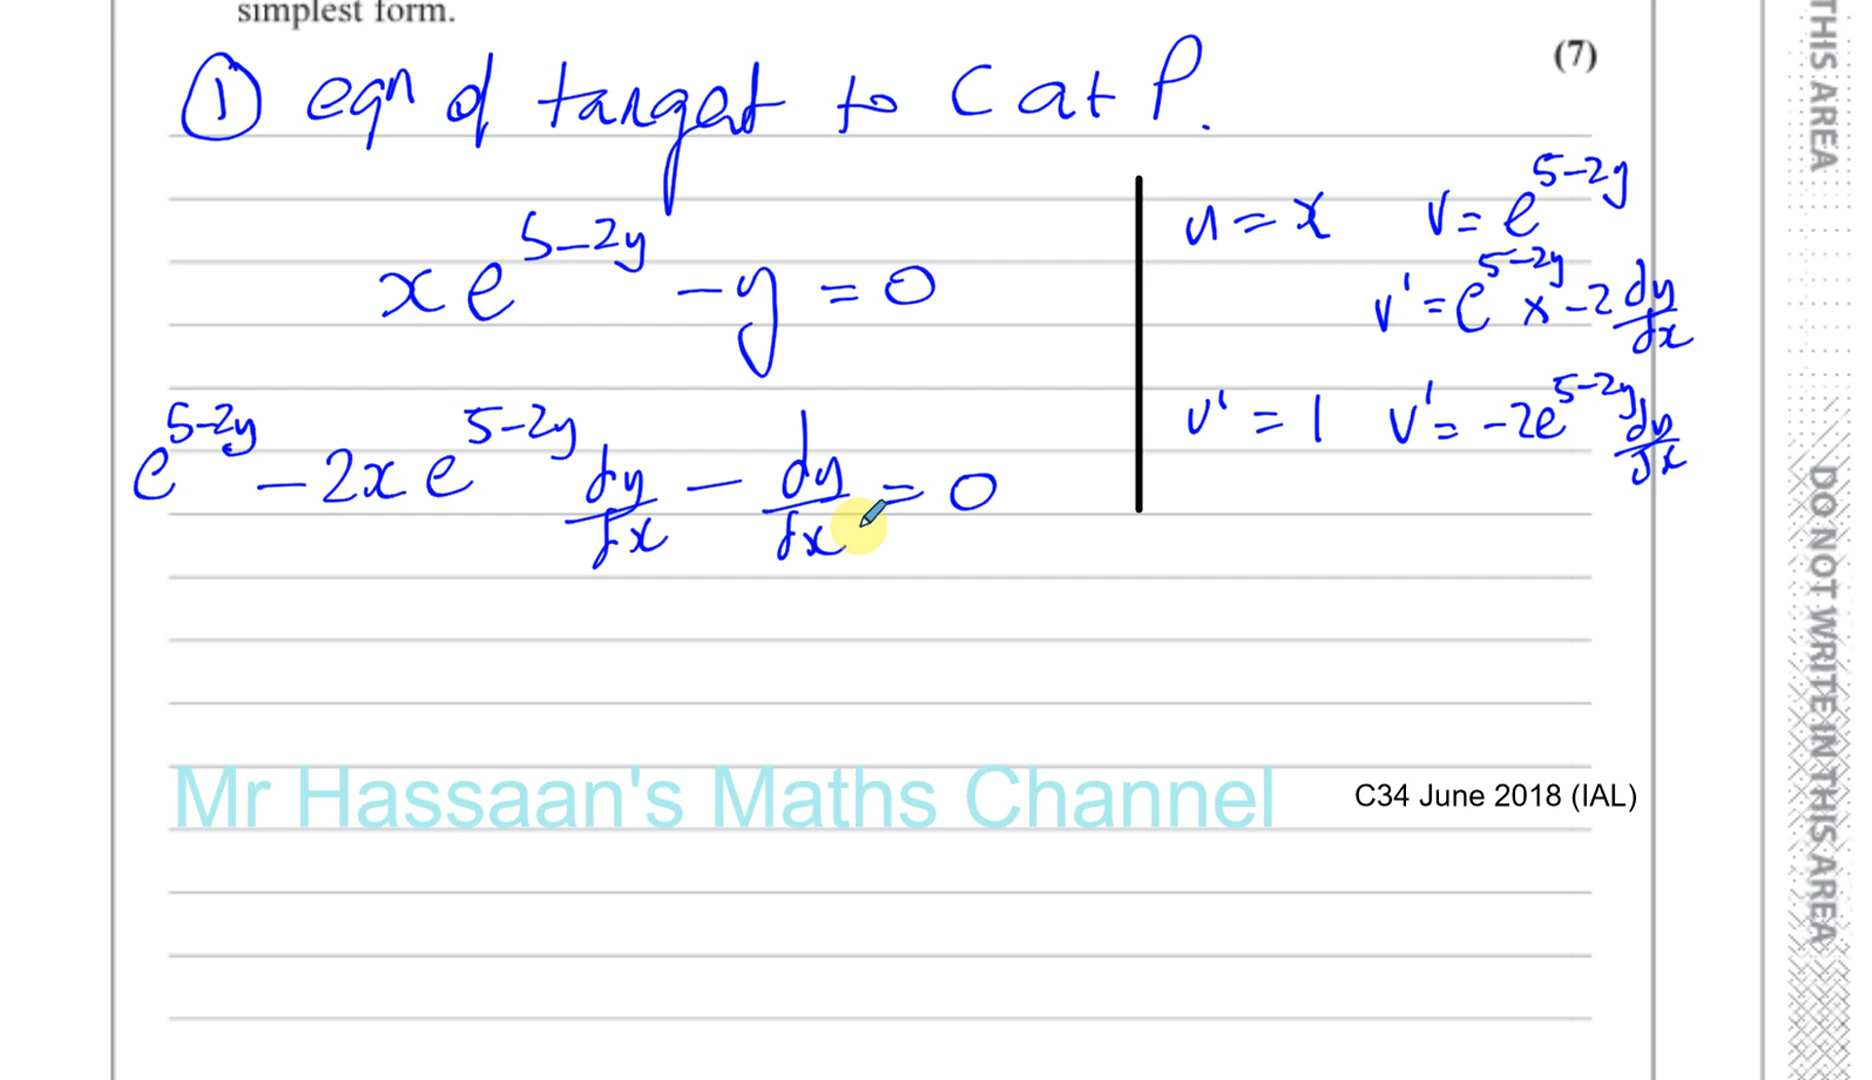 simplest form.
(7)
① eqn of tangent to C at P.
x e^{5-2y} - y = 0
e^{5-2y} - 2x e^{5-2y} dy/dx - dy/dx = 0
u = x   v = e^{5-2y}
v' = e^{5-2y} × -2 dy/dx
u' = 1   v' = -2e^{5-2y} dy/dx
Mr Hassaan's Maths Channel
C34 June 2018 (IAL)
THIS AREA
DO NOT WRITE IN THIS AREA